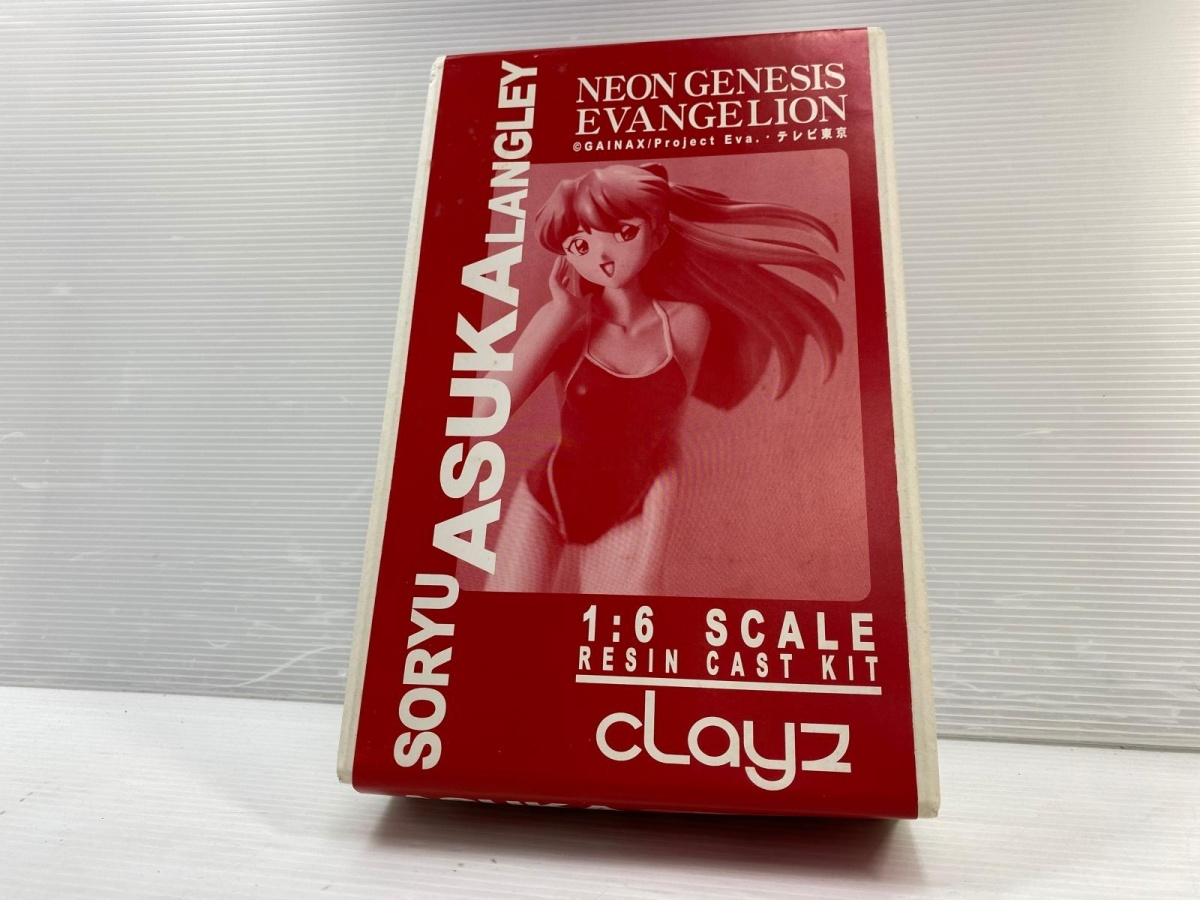 NEON GENESIS
EVANGELION
©GAINAX/Project Eva.・テレビ東京
SORYU ASUKA LANGLEY
1:6 SCALE
RESIN CAST KIT
cLayz